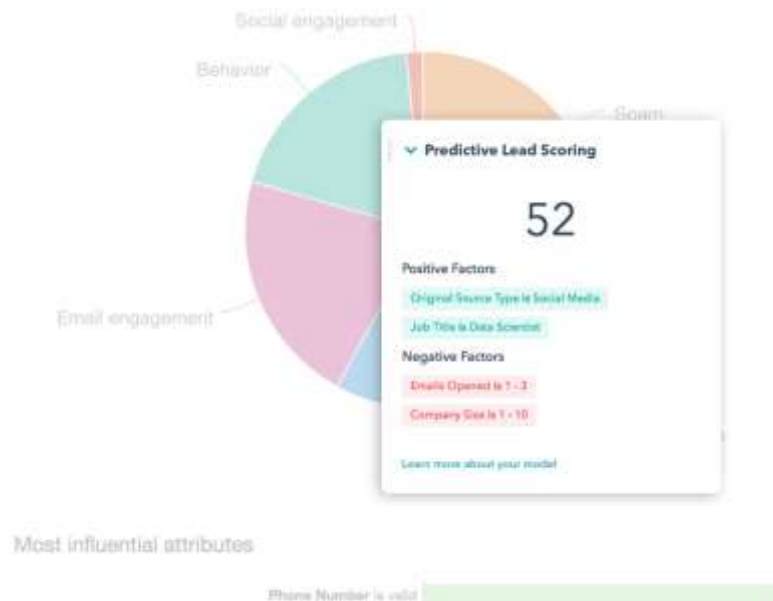 Social engagement
Behavior
Spam
Predictive Lead Scoring
52
Positive Factors
Original Source Type is Social Media
Job Title is Data Scientist
Email engagement
Negative Factors
Emails Opened is 1 - 3
Company Size is 1 - 10
Learn more about your model
Most influential attributes
Phone Number is valid